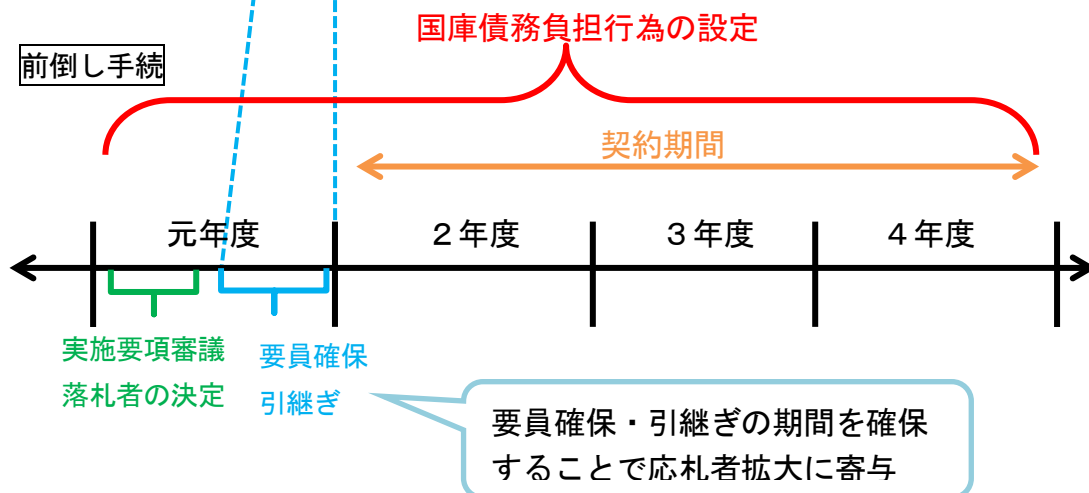 国庫債務負担行為の設定
前倒し手続
契約期間
元年度
２年度
３年度
４年度
実施要項審議
落札者の決定
要員確保
引継ぎ
要員確保・引継ぎの期間を確保
することで応札者拡大に寄与